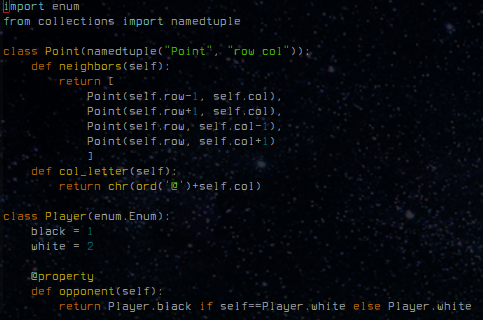 import enum
from collections import namedtuple

class Point(namedtuple("Point", "row col")):
    def neighbors(self):
        return [
            Point(self.row-1, self.col),
            Point(self.row+1, self.col),
            Point(self.row, self.col-1),
            Point(self.row, self.col+1)
            ]
    def col_letter(self):
        return chr(ord('@')+self.col)

class Player(enum.Enum):
    black = 1
    white = 2

    @property
    def opponent(self):
        return Player.black if self==Player.white else Player.white